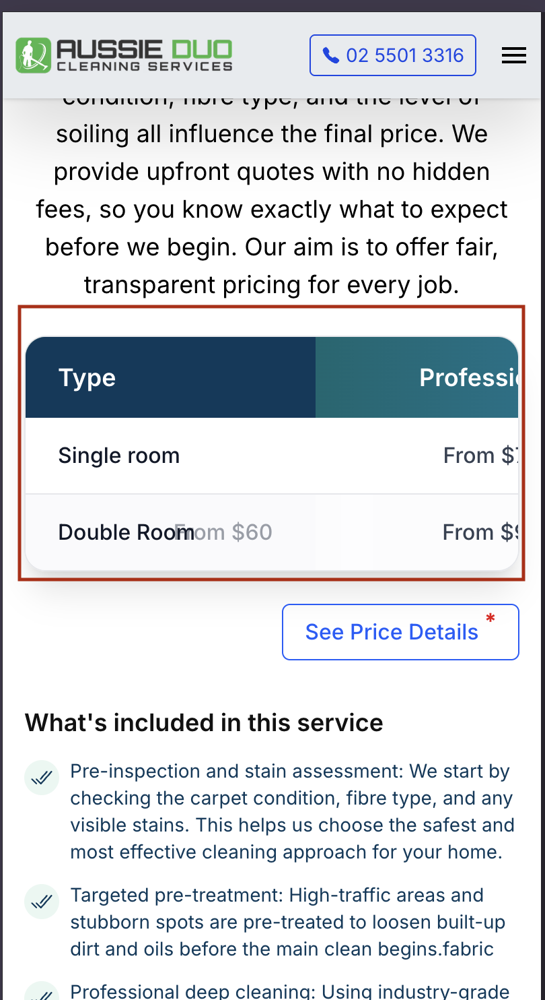 AUSSIE DUO
CLEANING SERVICES
02 5501 3316
condition, fibre type, and the level of
soiling all influence the final price. We
provide upfront quotes with no hidden
fees, so you know exactly what to expect
before we begin. Our aim is to offer fair,
transparent pricing for every job.
Type
Single room From $7
Double Room From $60 From $9
See Price Details *
What's included in this service
Pre-inspection and stain assessment: We start by
checking the carpet condition, fibre type, and any
visible stains. This helps us choose the safest and
most effective cleaning approach for your home.
Targeted pre-treatment: High-traffic areas and
stubborn spots are pre-treated to loosen built-up
dirt and oils before the main clean begins.fabric
Professional deep cleaning: Using industry-grade